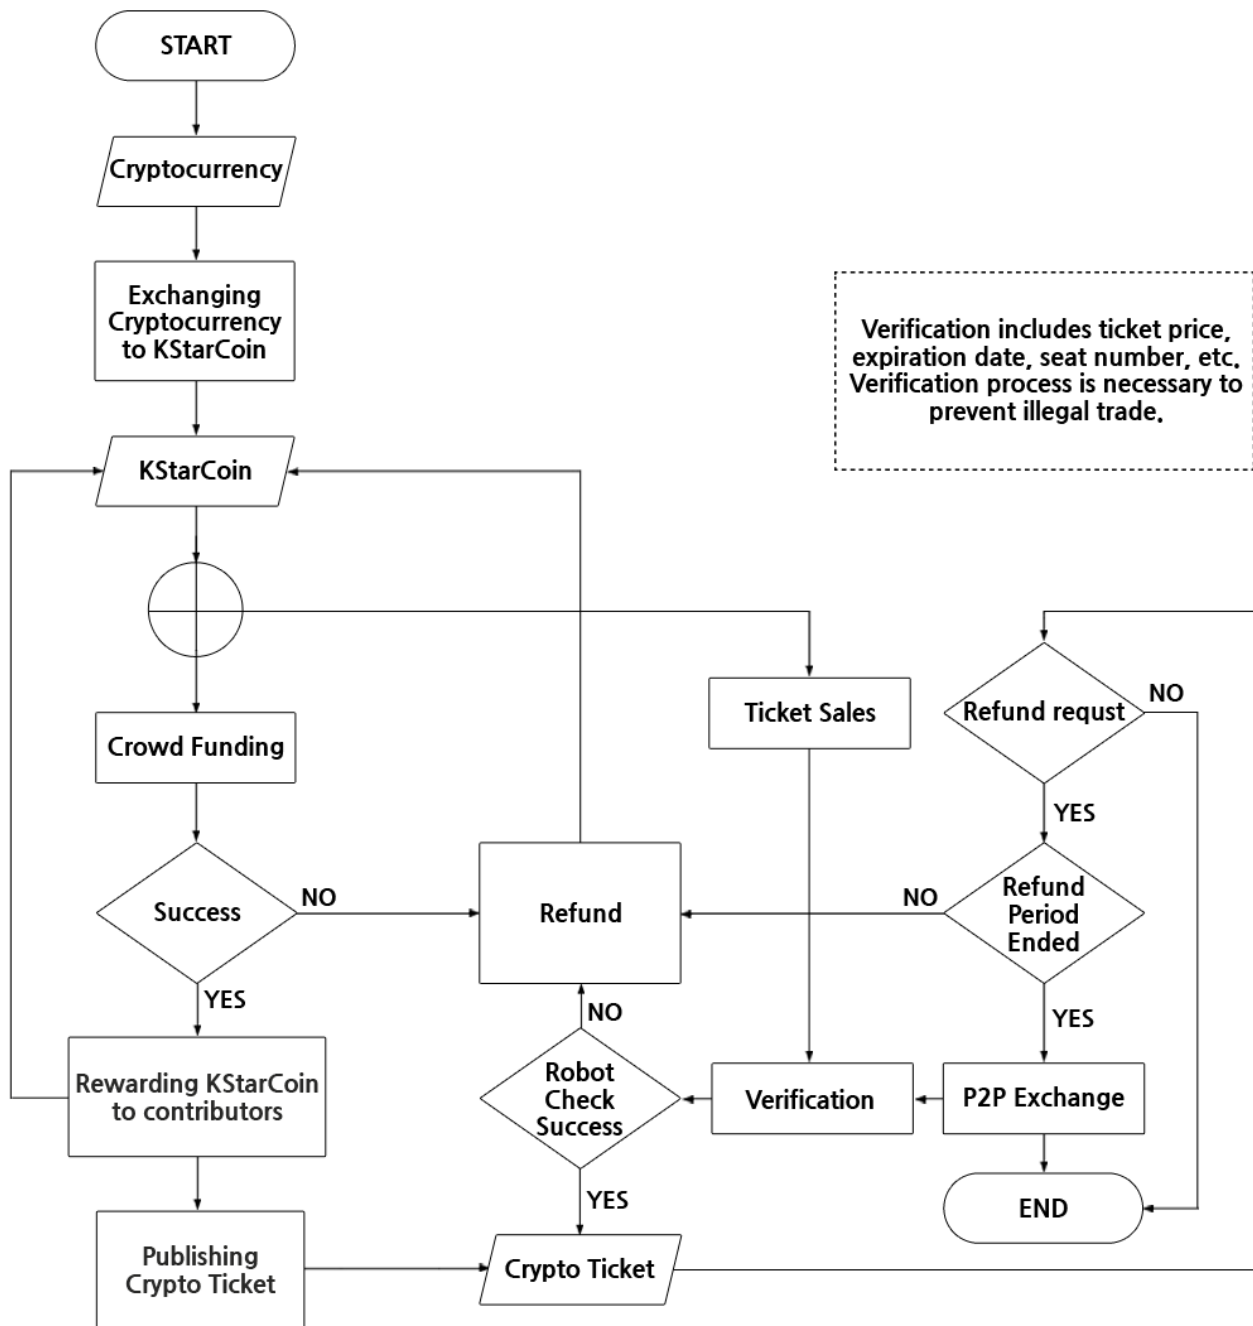 START
Cryptocurrency
Exchanging
Cryptocurrency
to KStarCoin
Verification includes ticket price,
expiration date, seat number, etc.
Verification process is necessary to
prevent illegal trade.
KStarCoin
Ticket Sales
Refund requst
NO
Crowd Funding
YES
Success
NO
Refund
NO
Refund
Period
Ended
YES
NO
YES
Rewarding KStarCoin
to contributors
Robot
Check
Success
Verification
P2P Exchange
YES
END
Publishing
Crypto Ticket
Crypto Ticket